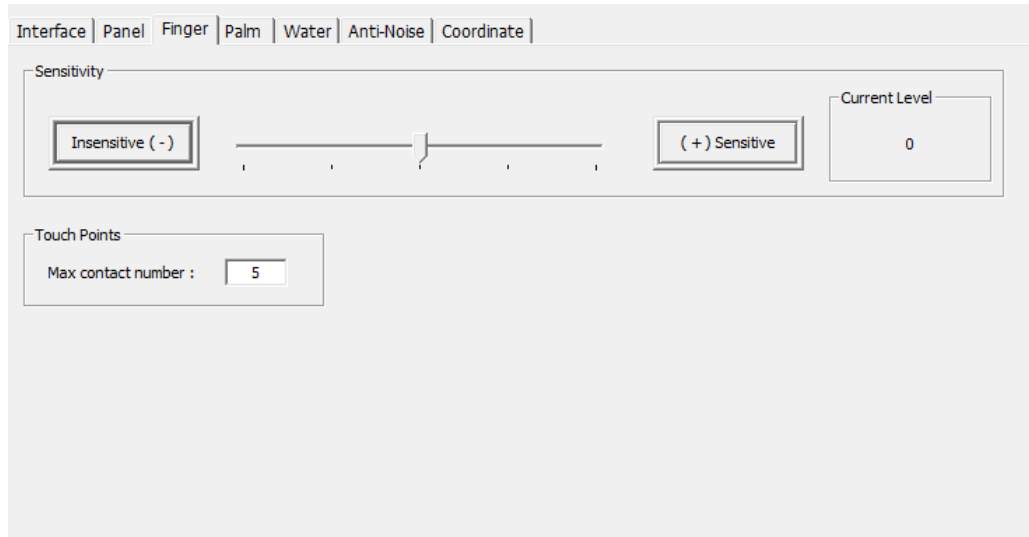 Interface Panel Finger Palm Water Anti-Noise Coordinate
Sensitivity
Current Level
Insensitive ( - )
( + ) Sensitive
0
Touch Points
Max contact number : 5